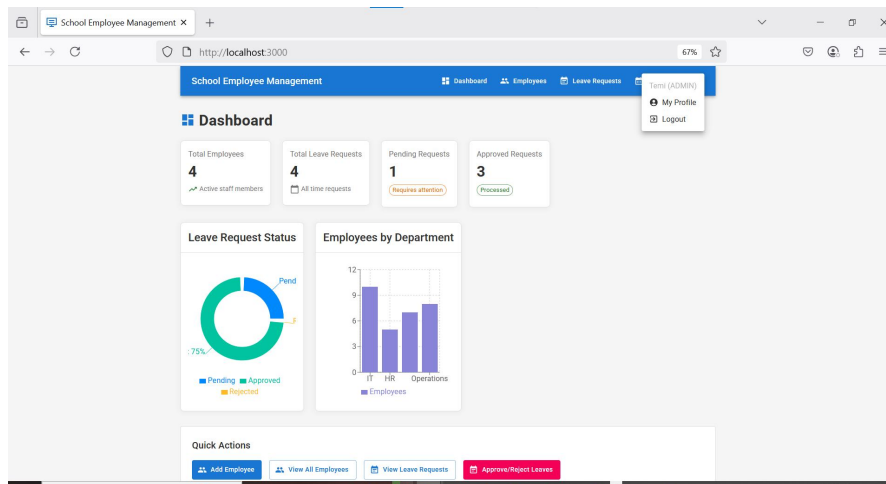 School Employee Management
http://localhost:3000
67%
School Employee Management
Dashboard
Employees
Leave Requests
Temi (ADMIN)
My Profile
Logout
Dashboard
Total Employees
4
Active staff members
Total Leave Requests
4
All time requests
Pending Requests
1
Requires attention
Approved Requests
3
Processed
Leave Request Status
Pend
: 75%
Pending Approved
Rejected
Employees by Department
12
9
6
3
0
IT HR Operations
Employees
Quick Actions
Add Employee
View All Employees
View Leave Requests
Approve/Reject Leaves